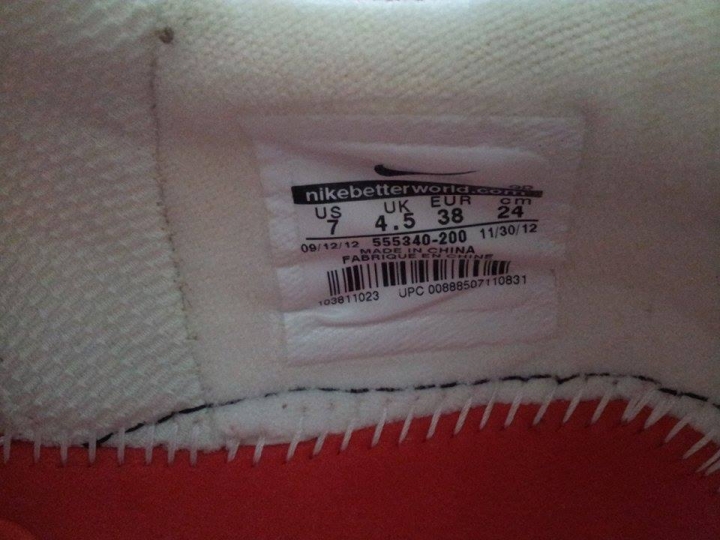 nikebetterworld.com
US UK EUR cm
7 4.5 38 24
09/12/12 555340-200 11/30/12
MADE IN CHINA
FABRIQUE EN CHINE
103811023 UPC 00888507110831